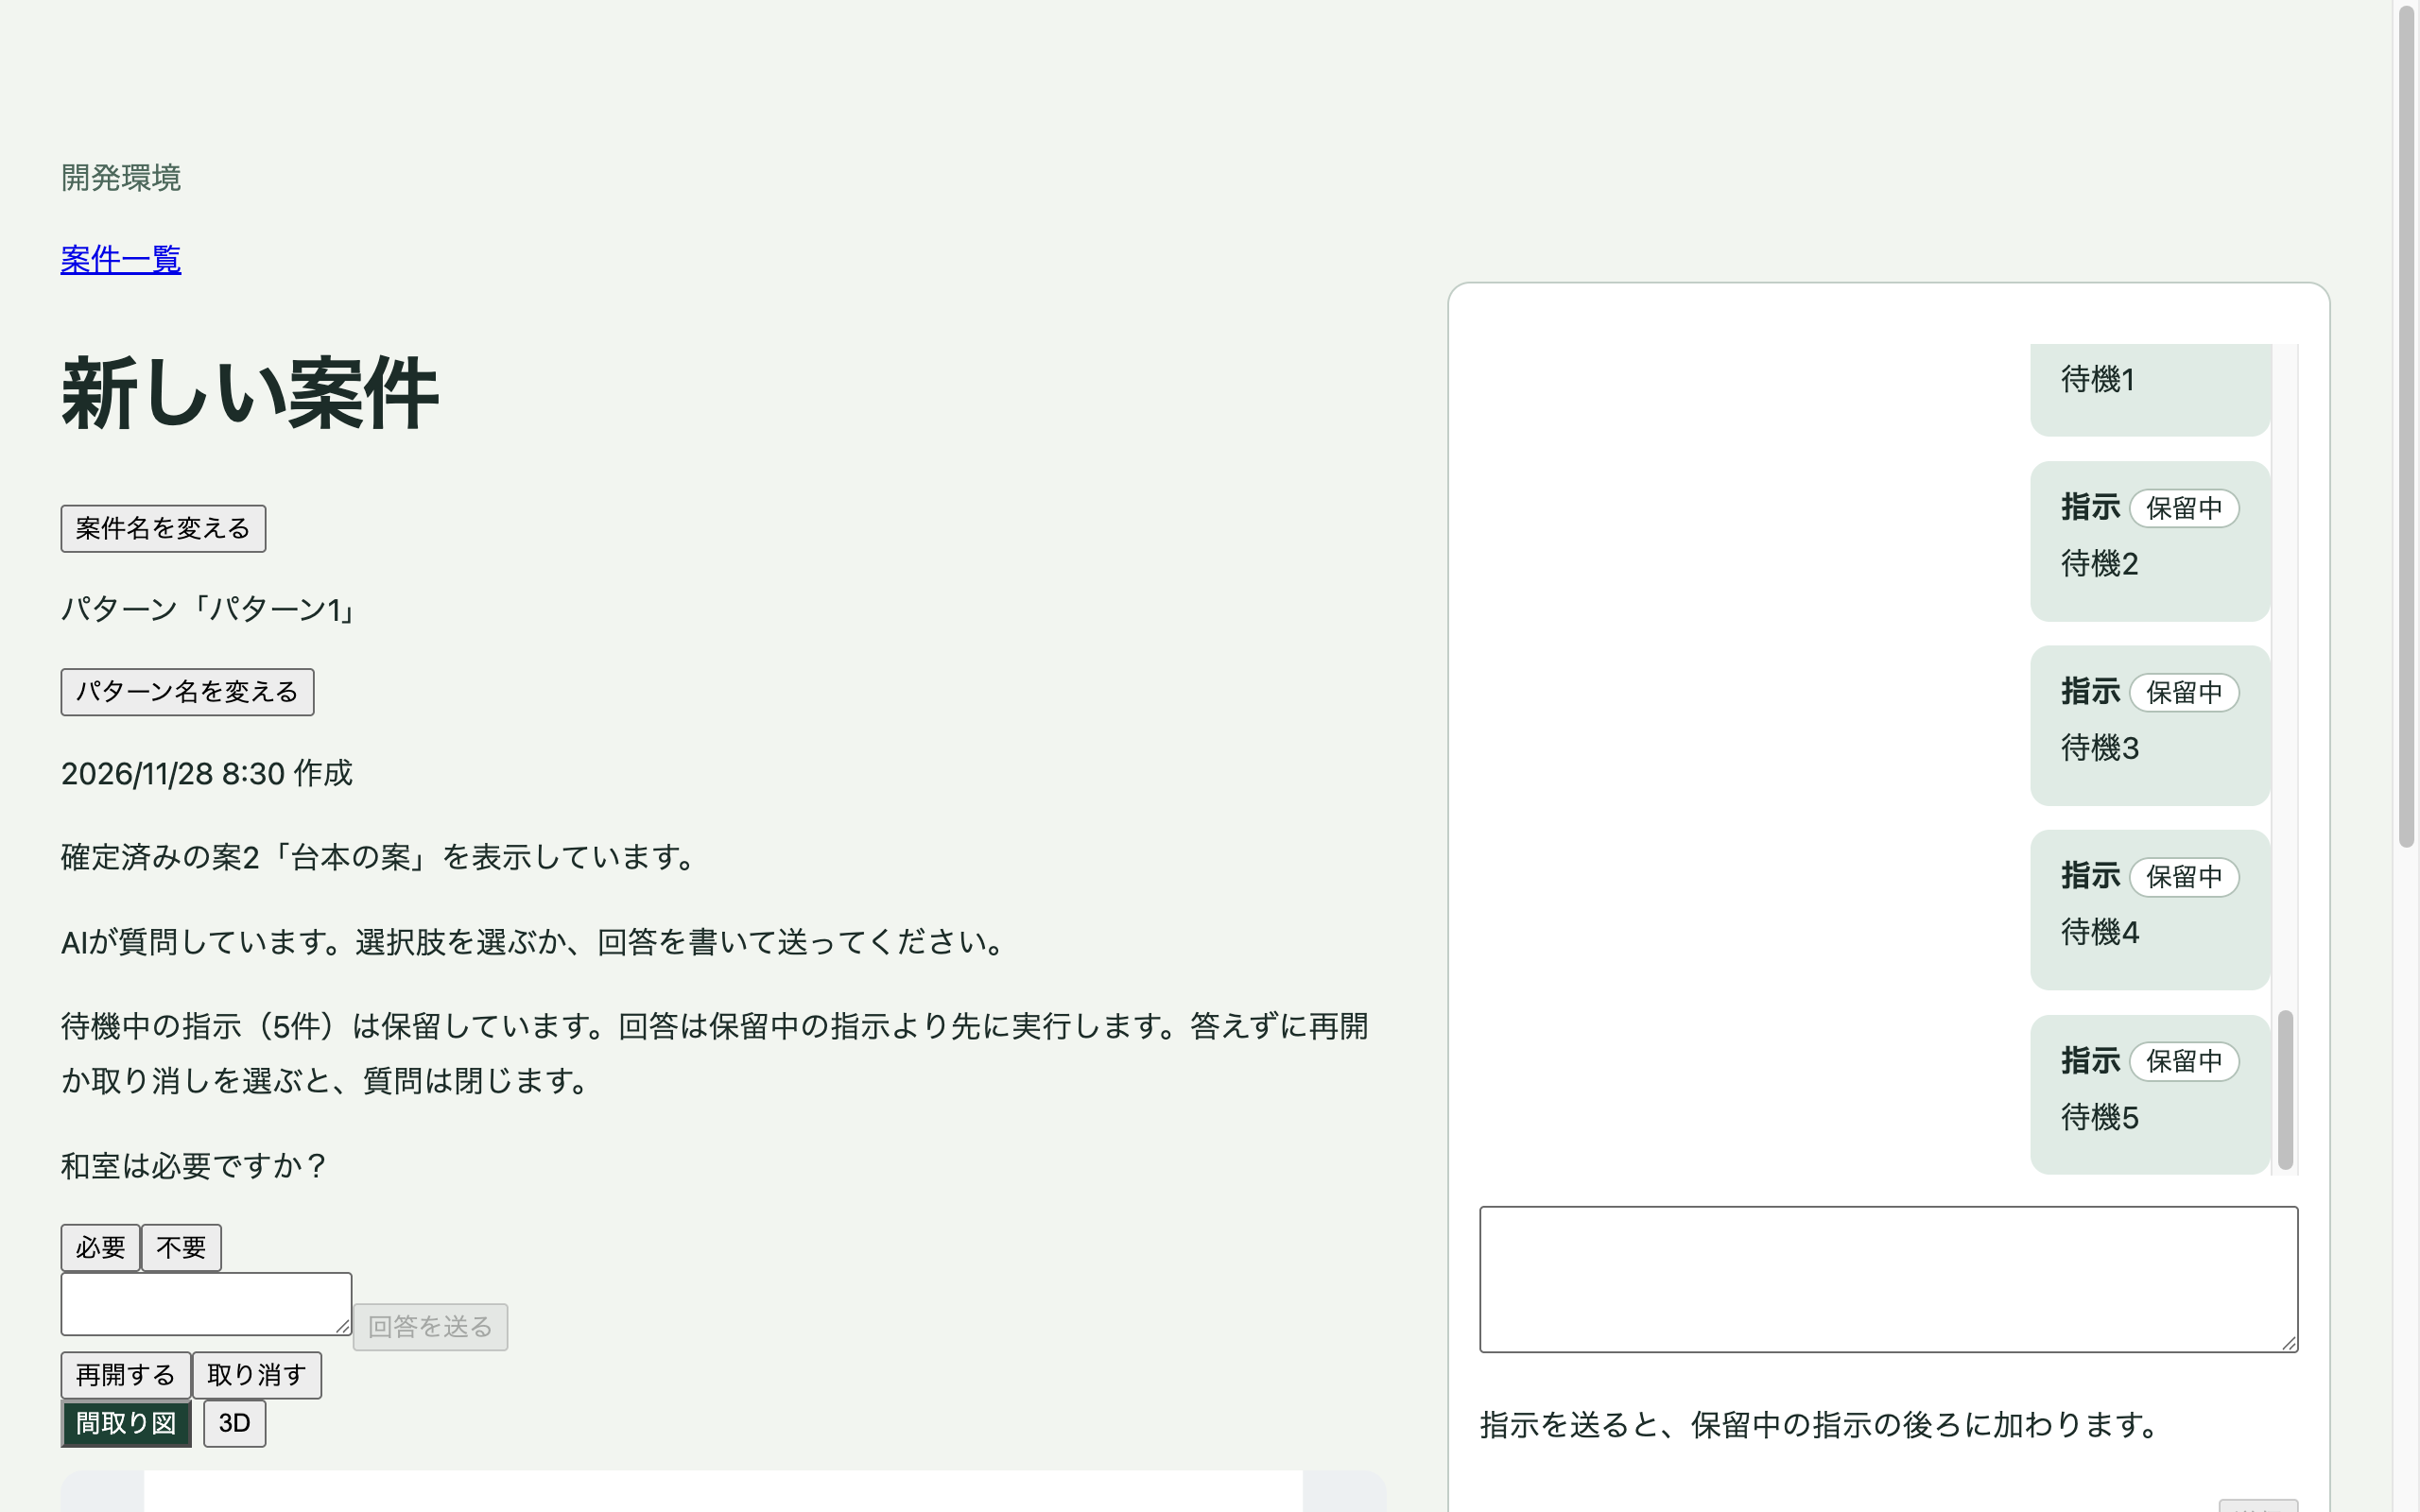 開発環境
案件一覧
新しい案件
案件名を変える
パターン「パターン1」
パターン名を変える
2026/11/28 8:30 作成
確定済みの案2「台本の案」を表示しています。
AIが質問しています。選択肢を選ぶか、回答を書いて送ってください。
待機中の指示（5件）は保留しています。回答は保留中の指示より先に実行します。答えずに再開
か取り消しを選ぶと、質問は閉じます。
和室は必要ですか？
必要 不要
回答を送る
再開する 取り消す
間取り図 3D
待機1
指示 保留中
待機2
指示 保留中
待機3
指示 保留中
待機4
指示 保留中
待機5
指示を送ると、保留中の指示の後ろに加わります。